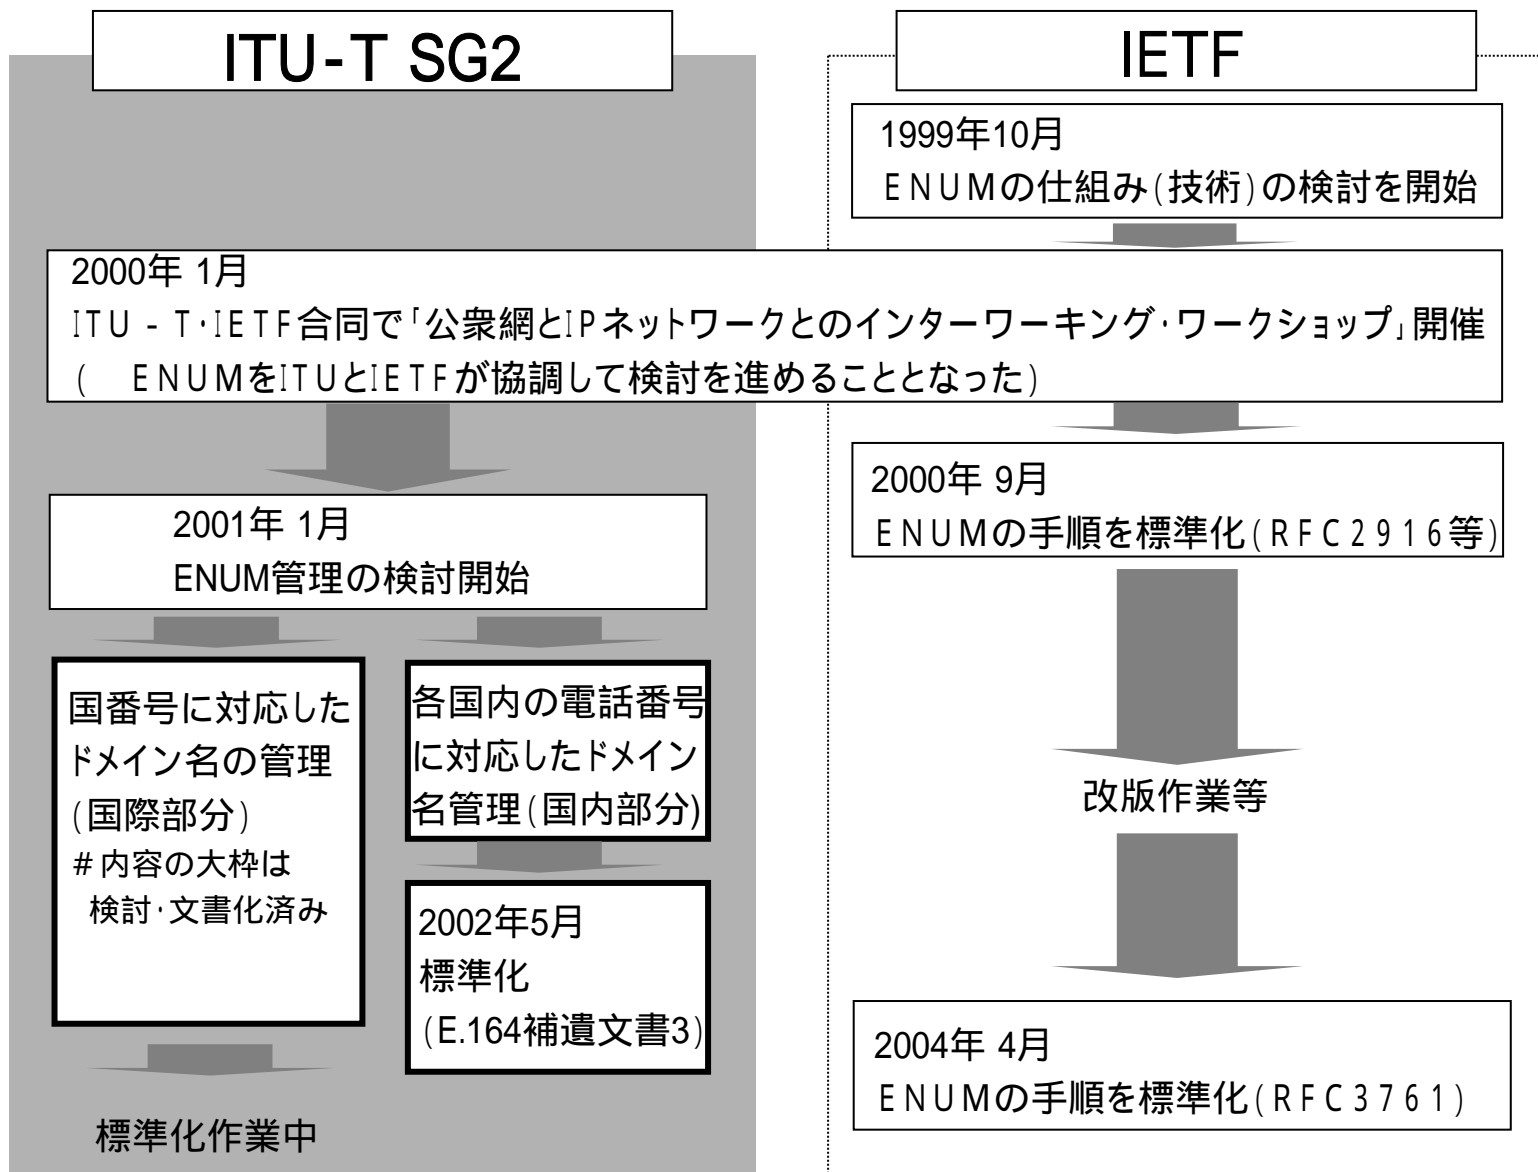 ITU-T SG2
IETF
1999年10月
ENUMの仕組み(技術)の検討を開始
2000年 1月
ITU-T・IETF合同で「公衆網とIPネットワークとのインターワーキング・ワークショップ」開催
( ENUMをITUとIETFが協調して検討を進めることとなった)
2001年 1月
ENUM管理の検討開始
国番号に対応した
ドメイン名の管理
(国際部分)
#内容の大枠は
検討・文書化済み
標準化作業中
各国内の電話番号
に対応したドメイン
名管理(国内部分)
2002年5月
標準化
(E.164補遺文書3)
2000年 9月
ENUMの手順を標準化(RFC2916等)
改版作業等
2004年 4月
ENUMの手順を標準化(RFC3761)